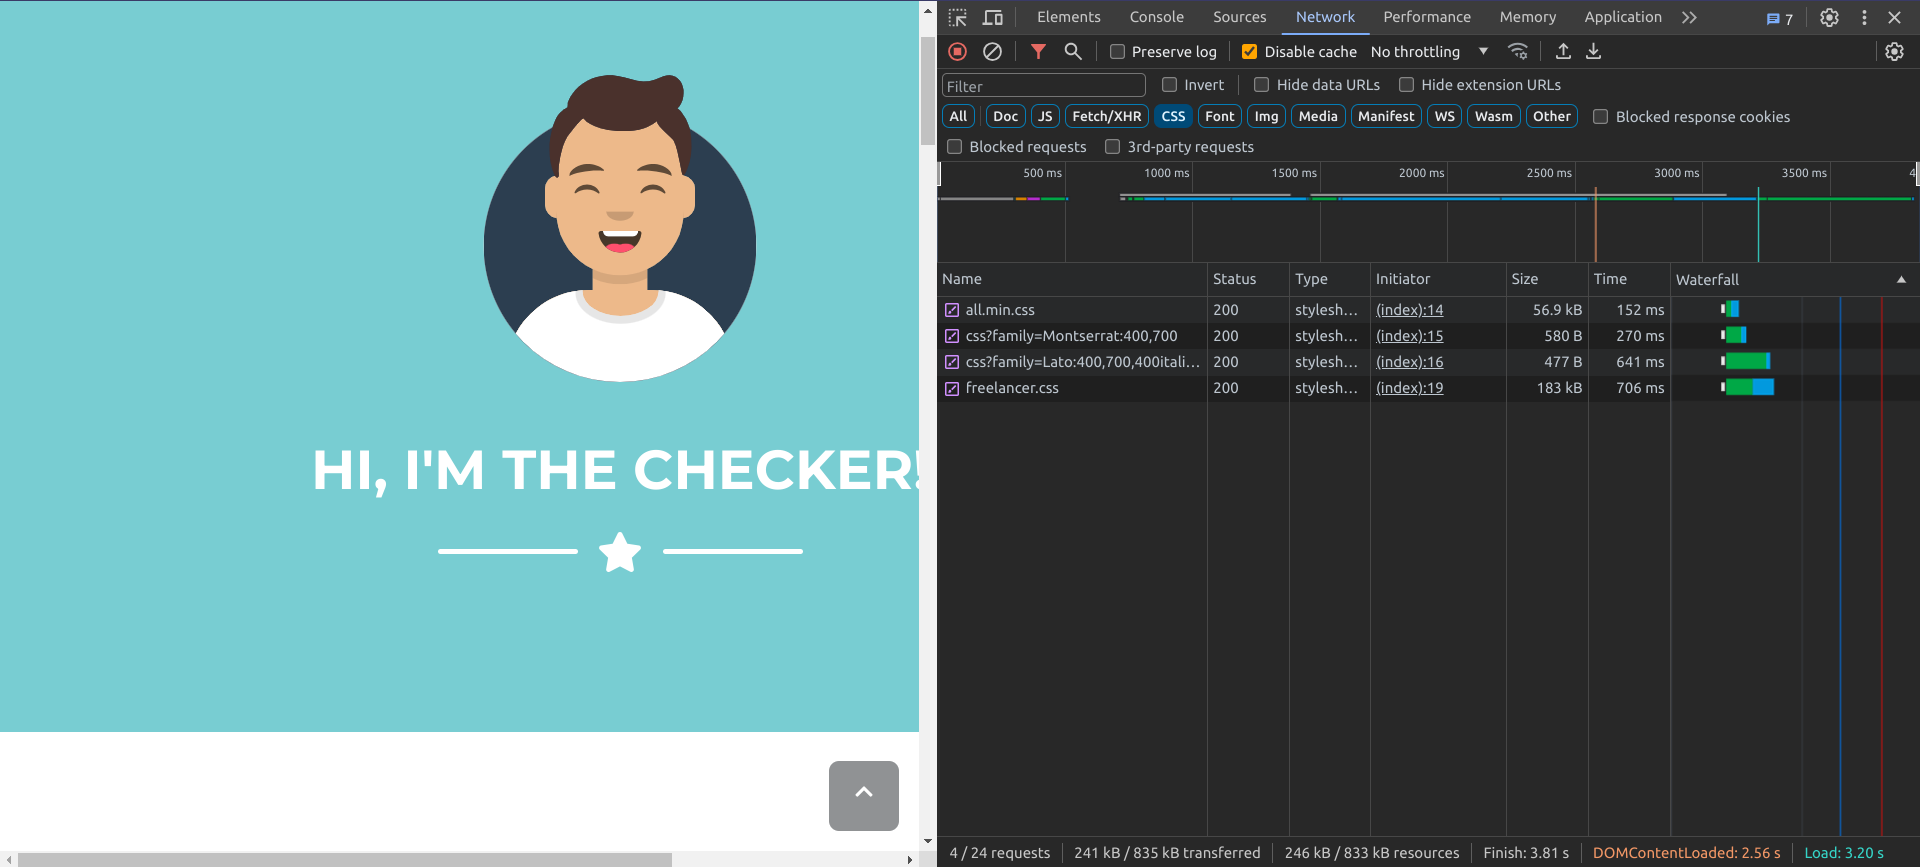 HI, I'M THE CHECKER!
Elements Console Sources Network Performance Memory Application 7
Preserve log Disable cache No throttling
Filter Invert Hide data URLs Hide extension URLs
All Doc JS Fetch/XHR CSS Font Img Media Manifest WS Wasm Other Blocked response cookies
Blocked requests 3rd-party requests
500 ms 1000 ms 1500 ms 2000 ms 2500 ms 3000 ms 3500 ms 4
Name Status Type Initiator Size Time Waterfall
all.min.css 200 stylesh... (index):14 56.9 kB 152 ms
css?family=Montserrat:400,700 200 stylesh... (index):15 580 B 270 ms
css?family=Lato:400,700,400itali... 200 stylesh... (index):16 477 B 641 ms
freelancer.css 200 stylesh... (index):19 183 kB 706 ms
4 / 24 requests 241 kB / 835 kB transferred 246 kB / 833 kB resources Finish: 3.81 s DOMContentLoaded: 2.56 s Load: 3.20 s